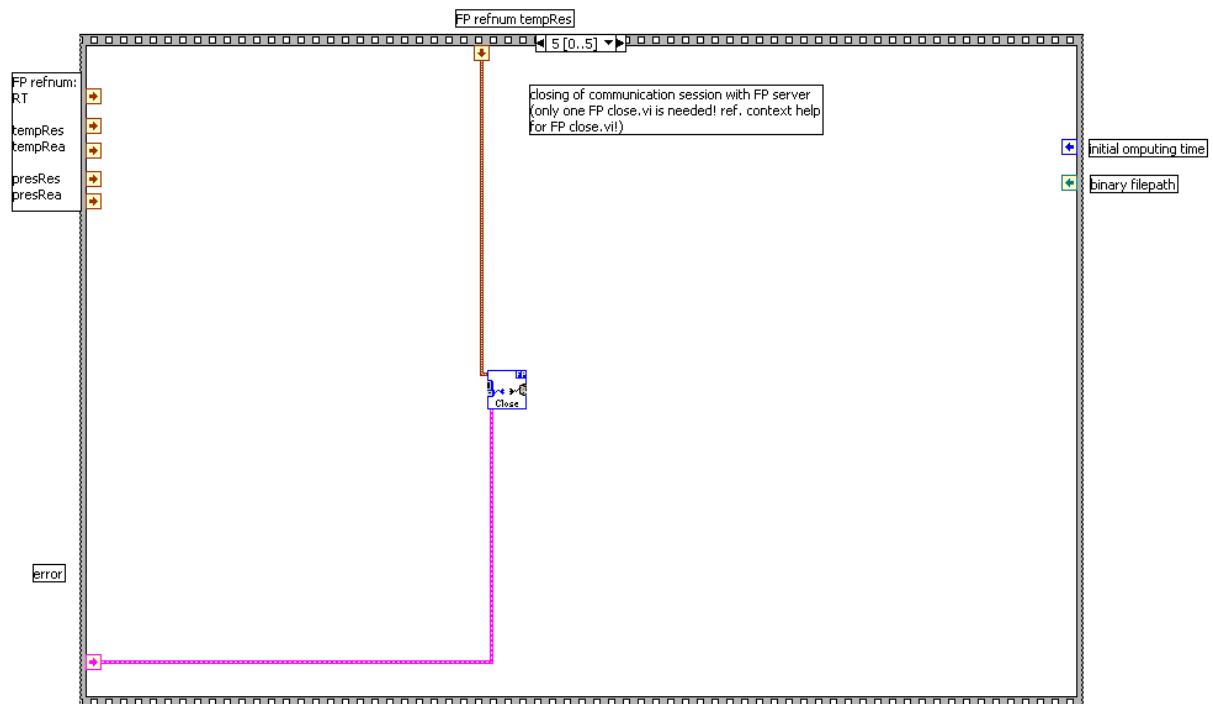 FP refnum tempRes
5 [0..5]
FP refnum:
RT
tempRes
tempRea
presRes
presRea
closing of communication session with FP server
(only one FP close.vi is needed! ref. context help
for FP close.vi!)
initial omputing time
binary filepath
FP
Close
error